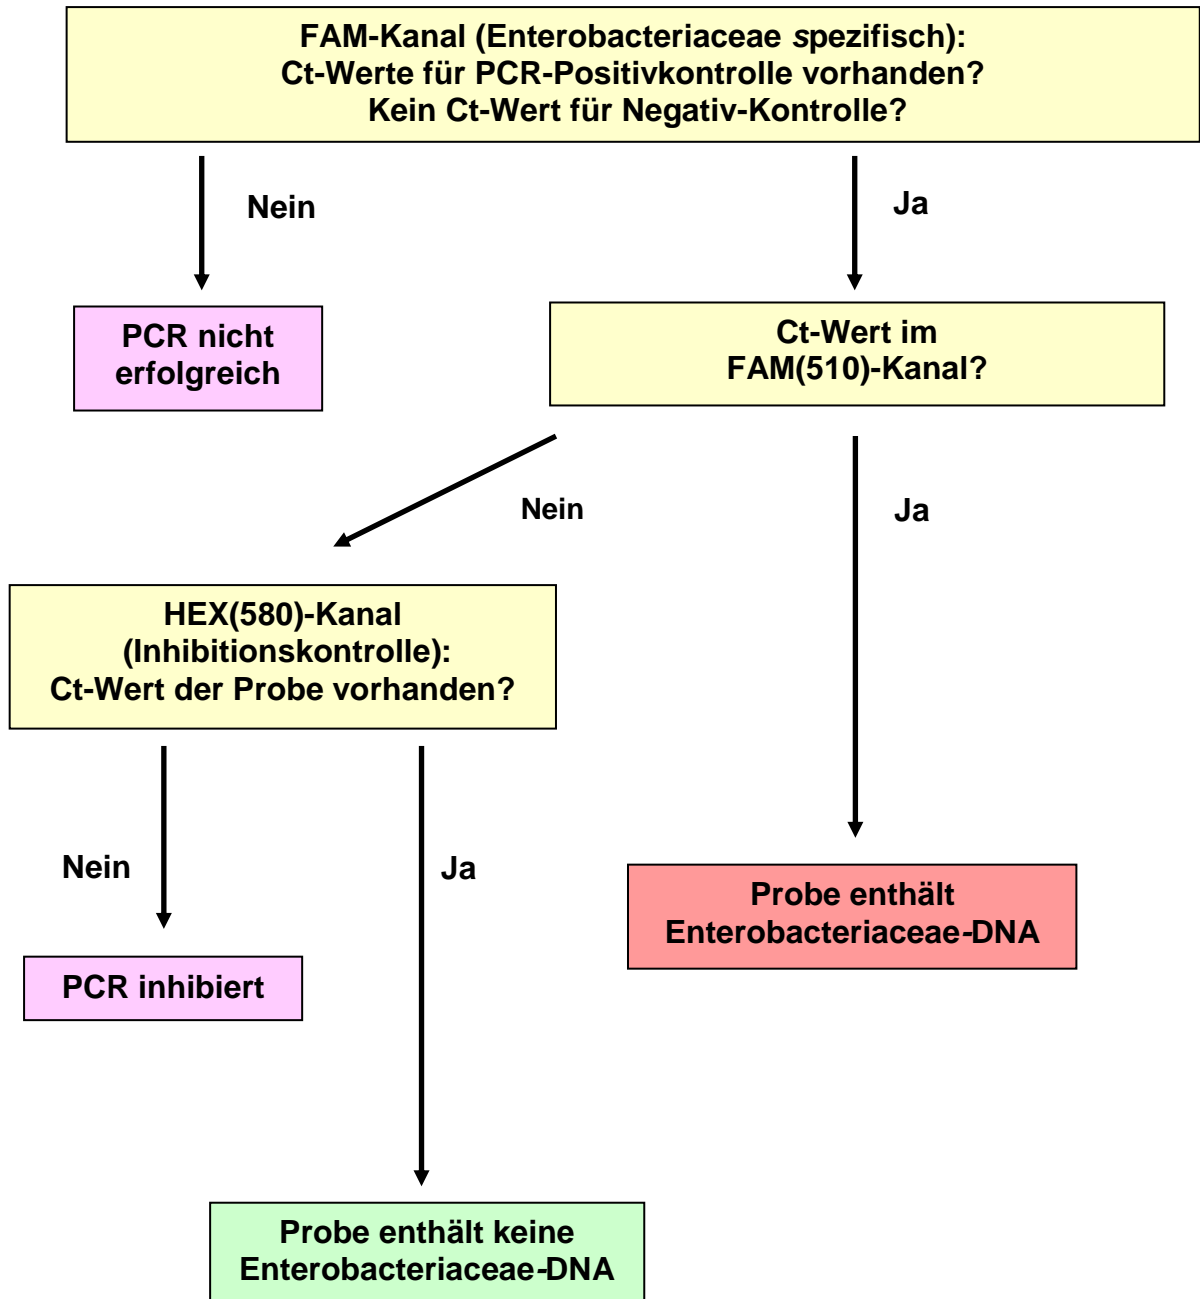 FAM-Kanal (Enterobacteriaceae spezifisch):
Ct-Werte für PCR-Positivkontrolle vorhanden?
Kein Ct-Wert für Negativ-Kontrolle?
Nein
Ja
PCR nicht
erfolgreich
Ct-Wert im
FAM(510)-Kanal?
Nein
Ja
HEX(580)-Kanal
(Inhibitionskontrolle):
Ct-Wert der Probe vorhanden?
Nein
Ja
Probe enthält
Enterobacteriaceae-DNA
PCR inhibiert
Probe enthält keine
Enterobacteriaceae-DNA